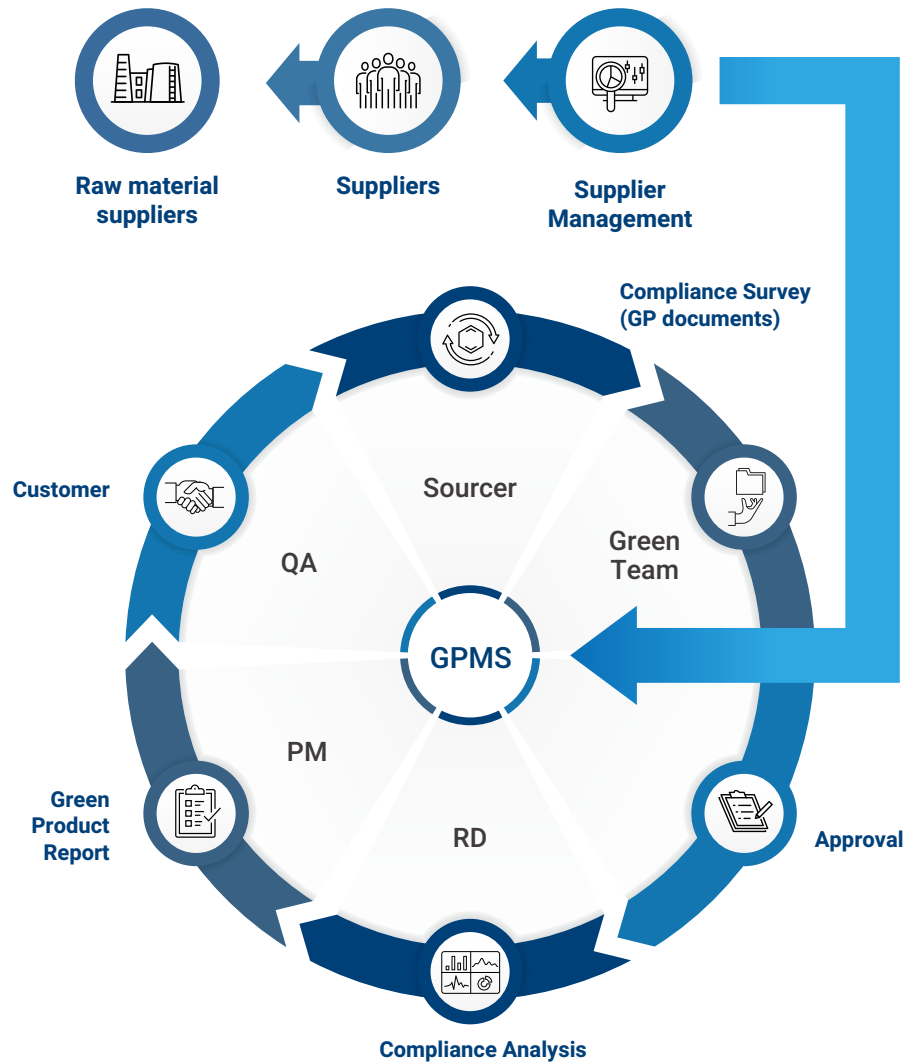 Raw material
suppliers
Suppliers
Supplier
Management
Compliance Survey
(GP documents)
Customer
Sourcer
Green
Team
QA
GPMS
PM
Green
Product
Report
RD
Approval
Compliance Analysis